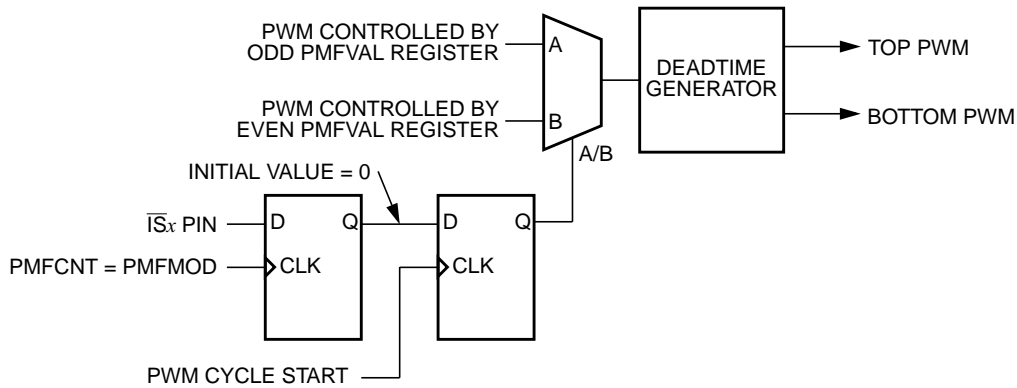 PWM CONTROLLED BY
ODD PMFVAL REGISTER
A
DEADTIME
GENERATOR
TOP PWM
PWM CONTROLLED BY
EVEN PMFVAL REGISTER
B
BOTTOM PWM
A/B
INITIAL VALUE = 0
I̅S̅x PIN
D
Q
D
Q
PMFCNT = PMFMOD
CLK
CLK
PWM CYCLE START